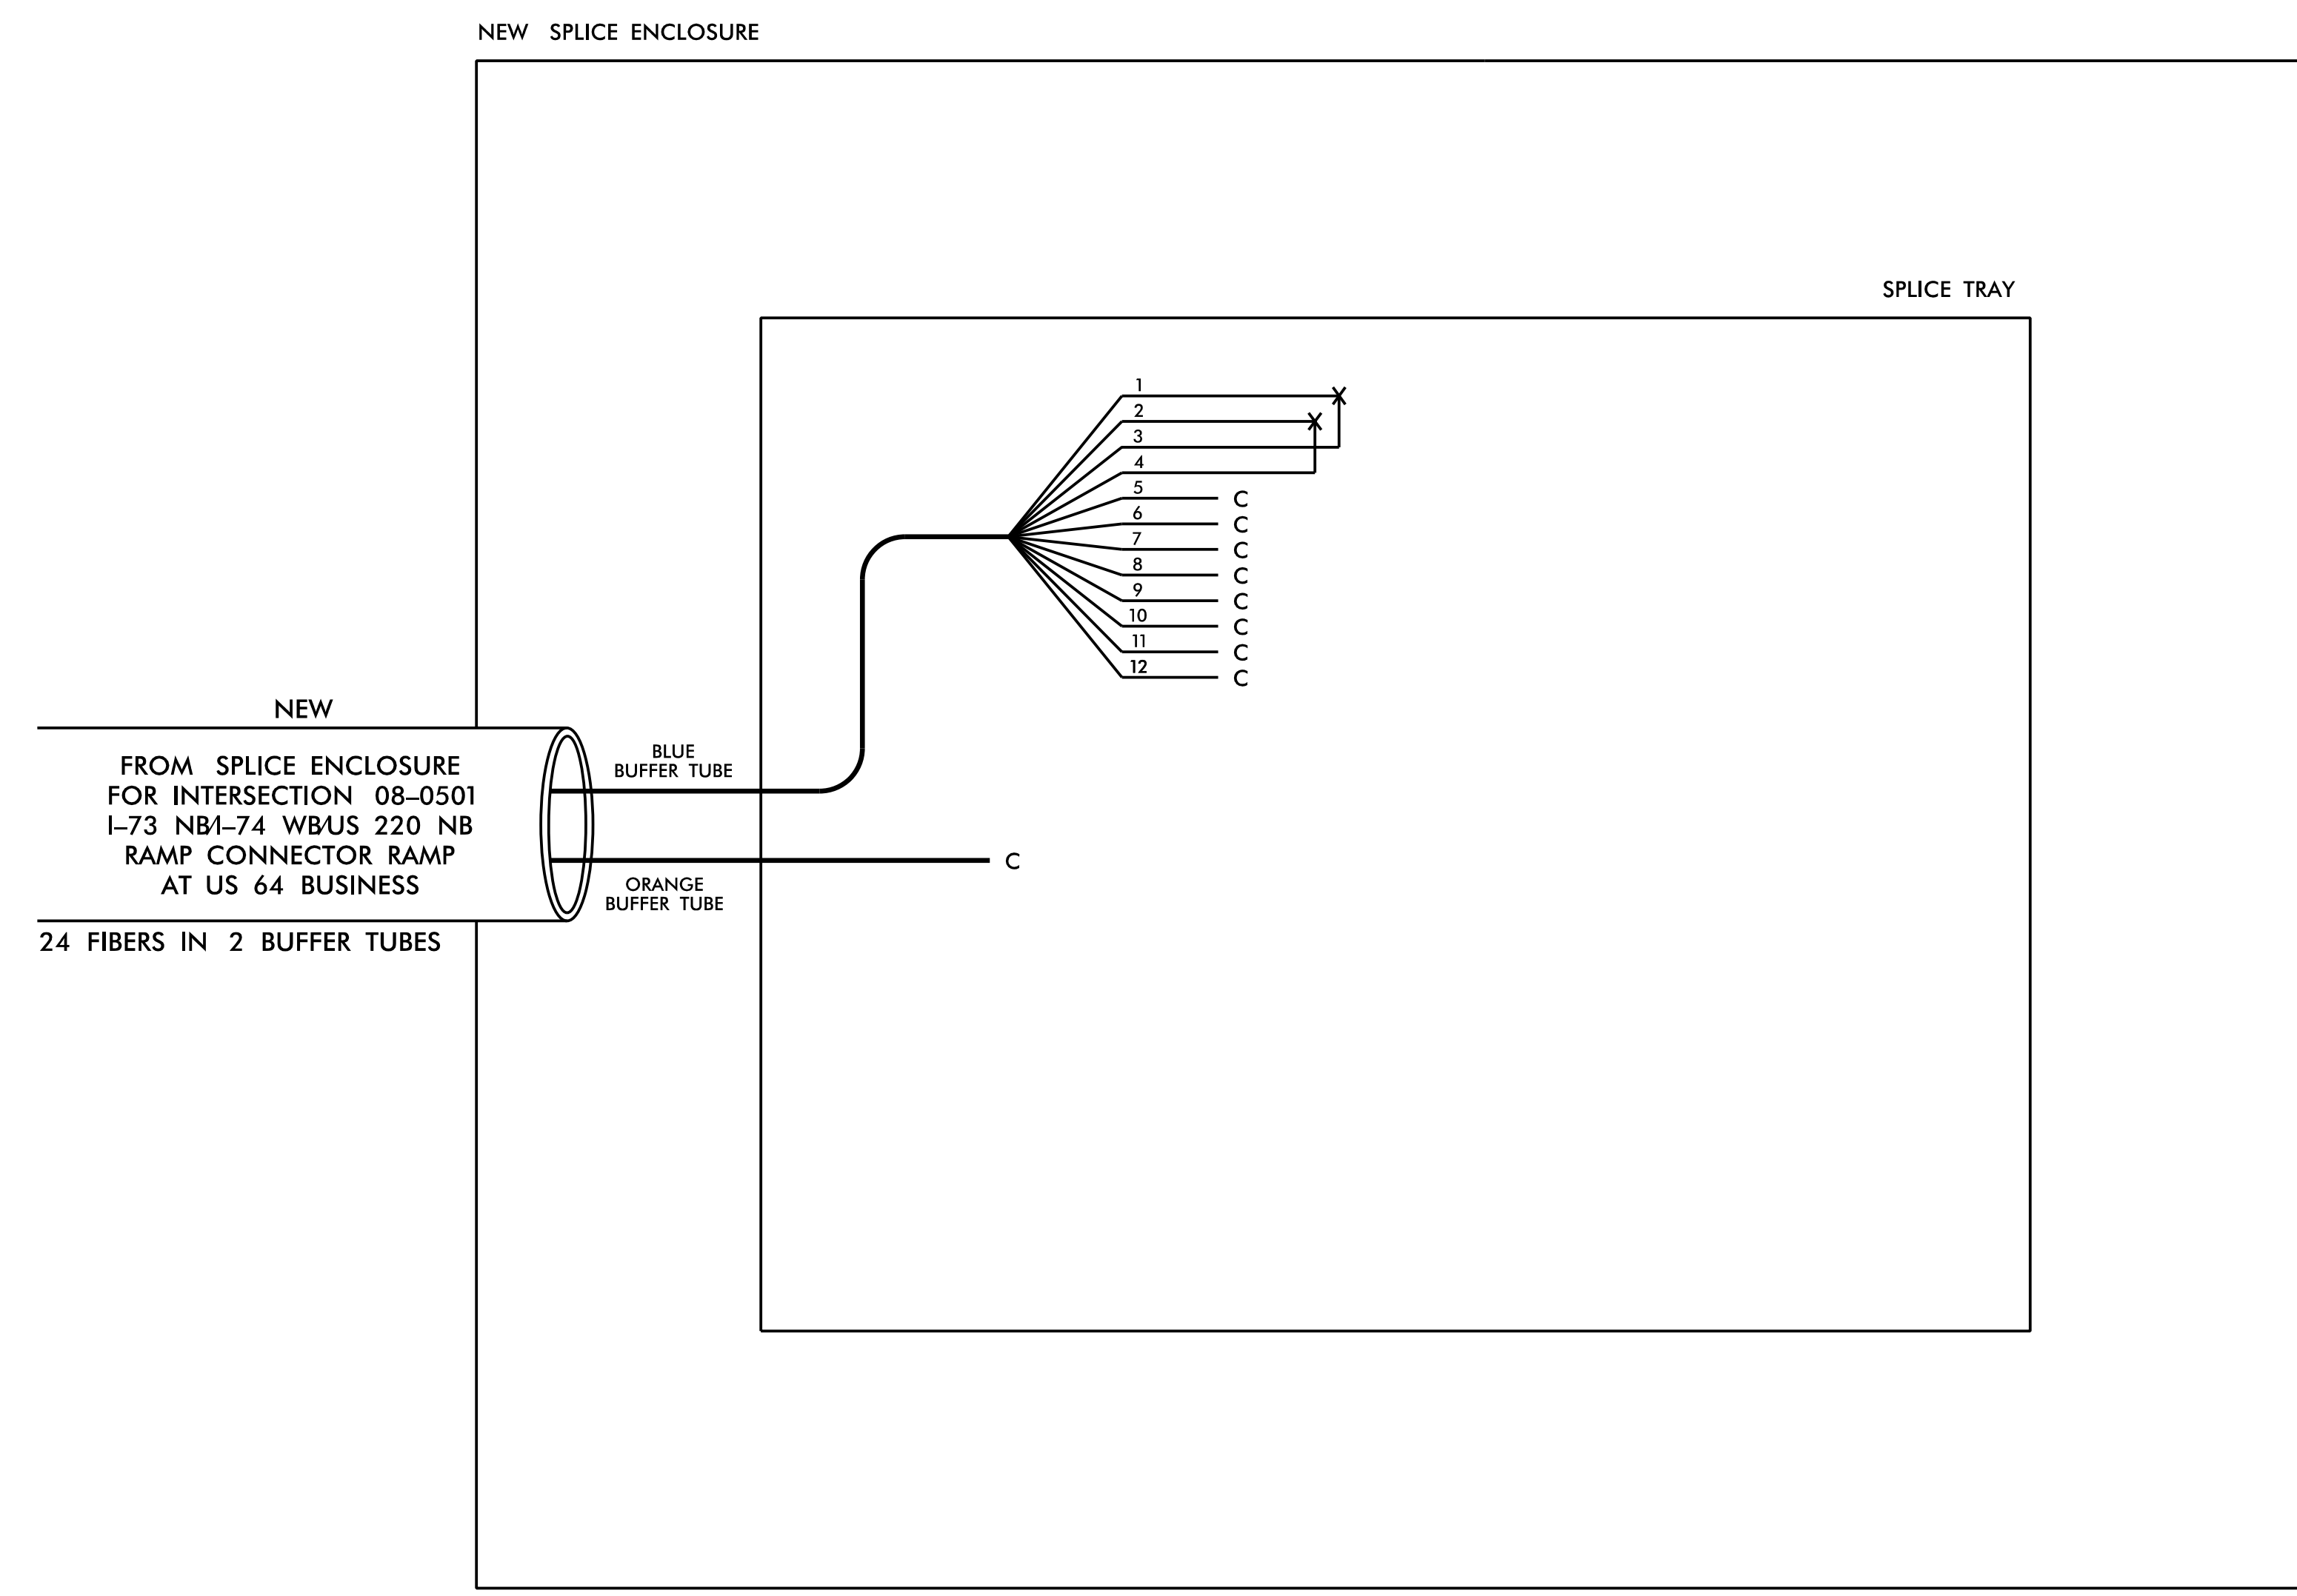 NEW SPLICE ENCLOSURE
SPLICE TRAY
1 X
2 X
3
4
5 C
6 C
7 C
8 C
9 C
10 C
11 C
12 C
NEW
FROM SPLICE ENCLOSURE
FOR INTERSECTION 08–0501
I–73 NB/I–74 WB/US 220 NB
RAMP CONNECTOR RAMP
AT US 64 BUSINESS
24 FIBERS IN 2 BUFFER TUBES
BLUE
BUFFER TUBE
C
ORANGE
BUFFER TUBE